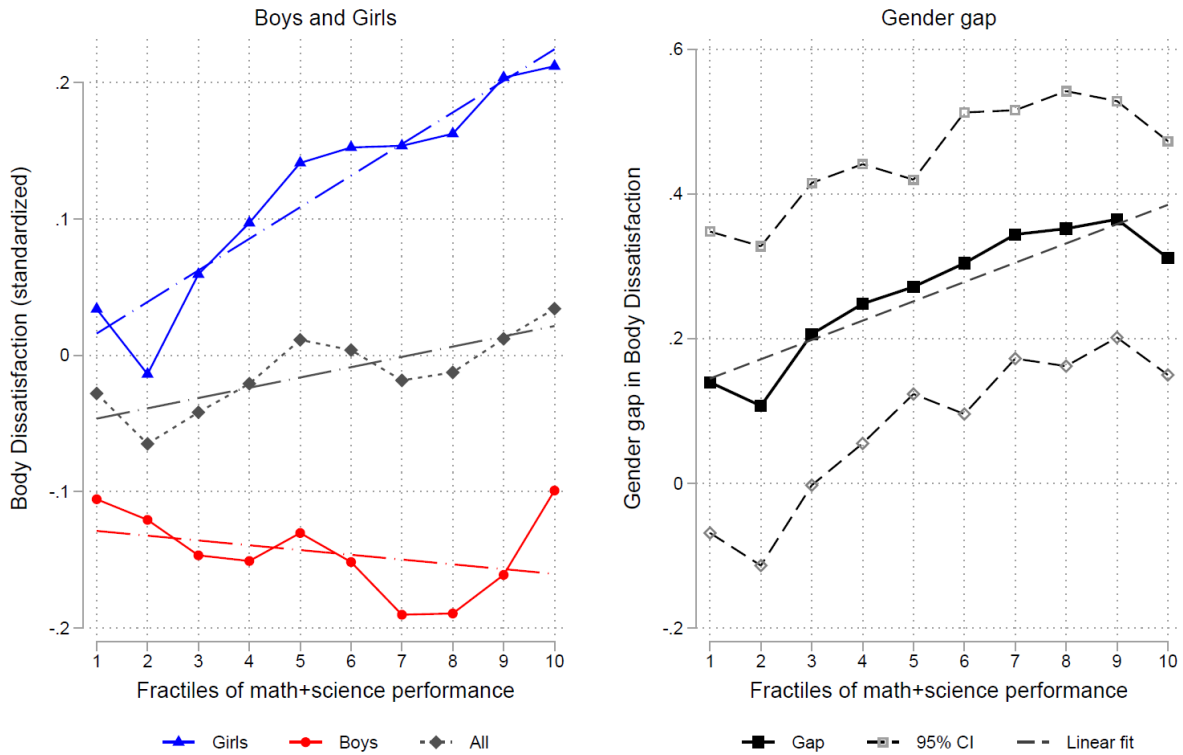 Boys and Girls
Body Dissatisfaction (standardized)
.2
.1
0
-.1
-.2
1 2 3 4 5 6 7 8 9 10
Fractiles of math+science performance
Girls Boys All
Gender gap
Gender gap in Body Dissatisfaction
.6
.4
.2
0
-.2
1 2 3 4 5 6 7 8 9 10
Fractiles of math+science performance
Gap 95% CI Linear fit